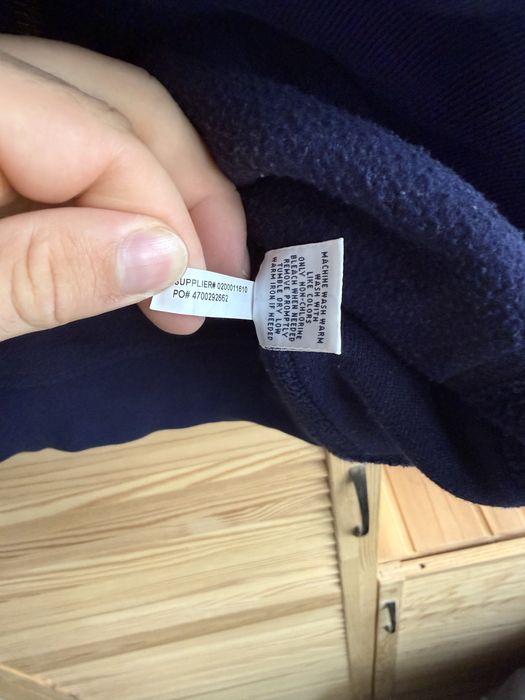 SUPPLIER# 0200011610
PO# 4700292662
MACHINE WASH WARM
WASH WITH
LIKE COLORS
ONLY NON-CHLORINE
BLEACH WHEN NEEDED
REMOVE PROMPTLY
TUMBLE DRY LOW
WARM IRON IF NEEDED